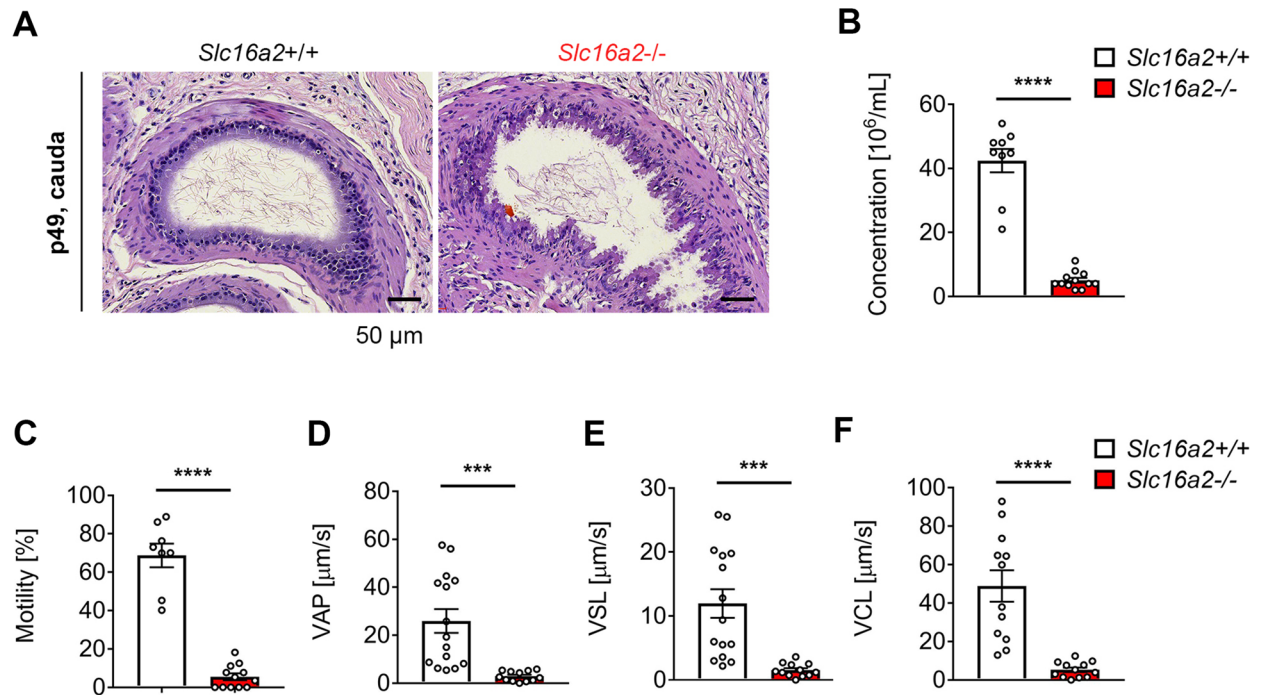 A
Slc16a2+/+
Slc16a2-/-
p49, cauda
50 µm
B
Slc16a2+/+
Slc16a2-/-
****
Concentration [10⁶/mL]
60
40
20
0
C
****
Motility [%]
100
80
60
40
20
0
D
***
VAP [µm/s]
80
60
40
20
0
E
***
VSL [µm/s]
30
20
10
0
F
Slc16a2+/+
Slc16a2-/-
****
VCL [µm/s]
100
80
60
40
20
0